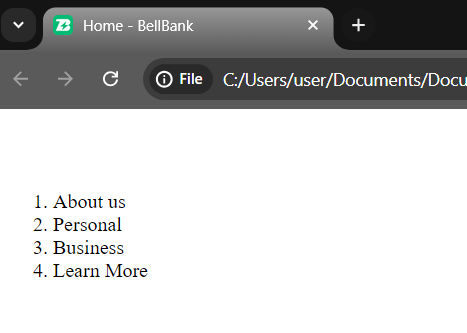 Home - BellBank
File C:/Users/user/Documents/Docu
1. About us
2. Personal
3. Business
4. Learn More